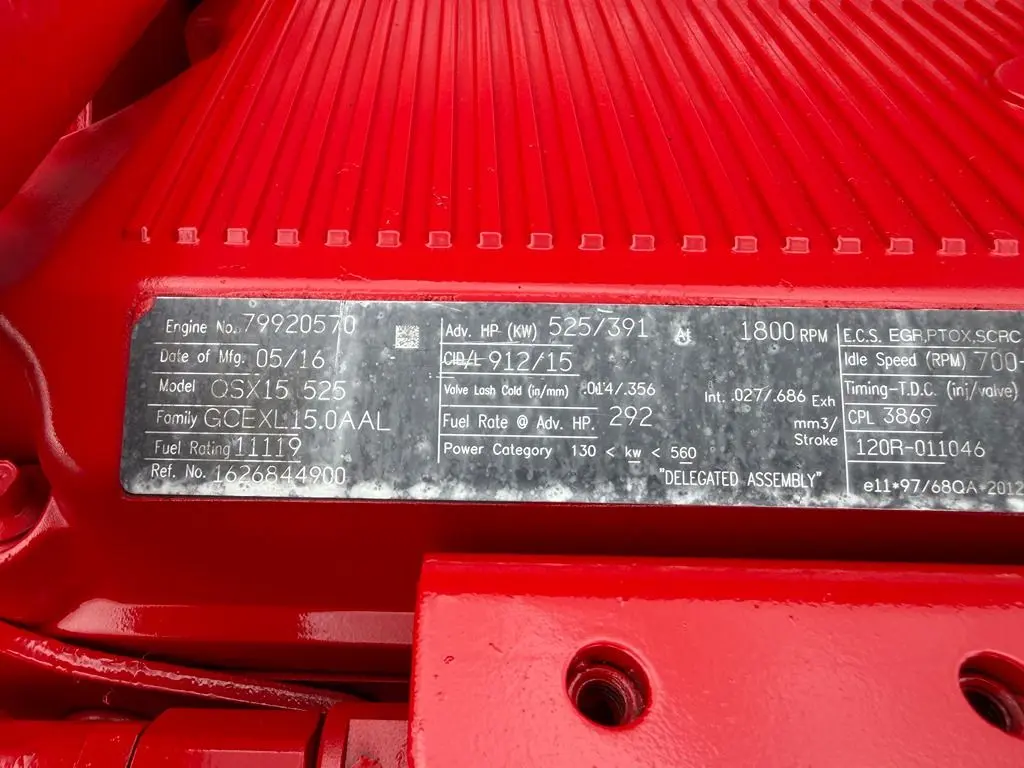 Engine No. 79920570
Date of Mfg. 05/16
Model QSX15 525
Family GCEXL15.0AAL
Fuel Rating 11119
Ref. No. 1626844900
Adv. HP (KW) 525/391 At 1800 RPM
CID/L 912/15
Valve Lash Cold (in/mm) .014/.356 Int. .027/.686 Exh
Fuel Rate @ Adv. HP. 292 mm3/
Stroke
Power Category 130 < kw < 560
"DELEGATED ASSEMBLY"
E.C.S. EGR,PTOX,SCRC
Idle Speed (RPM) 700-
Timing-T.D.C. (inj/valve)
CPL 3869
120R-011046
e11*97/68QA*2012